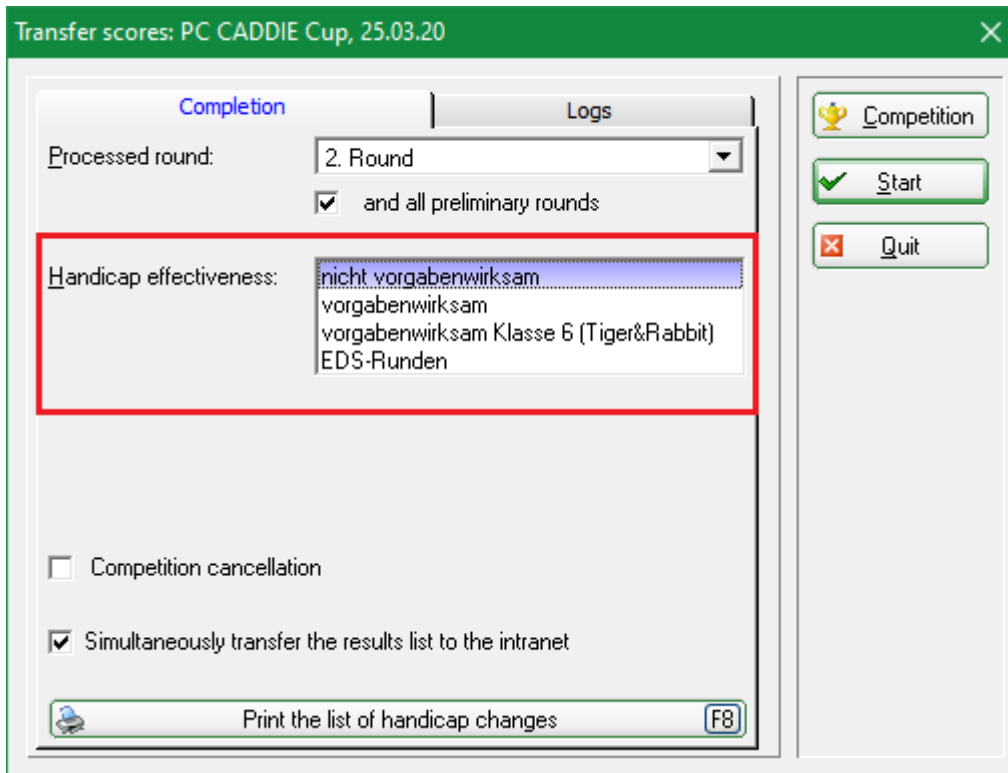 Transfer scores: PC CADDIE Cup, 25.03.20
Completion
Logs
Processed round:
2. Round
and all preliminary rounds
Handicap effectiveness:
nicht vorgabenwirksam
vorgabenwirksam
vorgabenwirksam Klasse 6 (Tiger&Rabbit)
EDS-Runden
Competition cancellation
Simultaneously transfer the results list to the intranet
Print the list of handicap changes
F8
Competition
Start
Quit